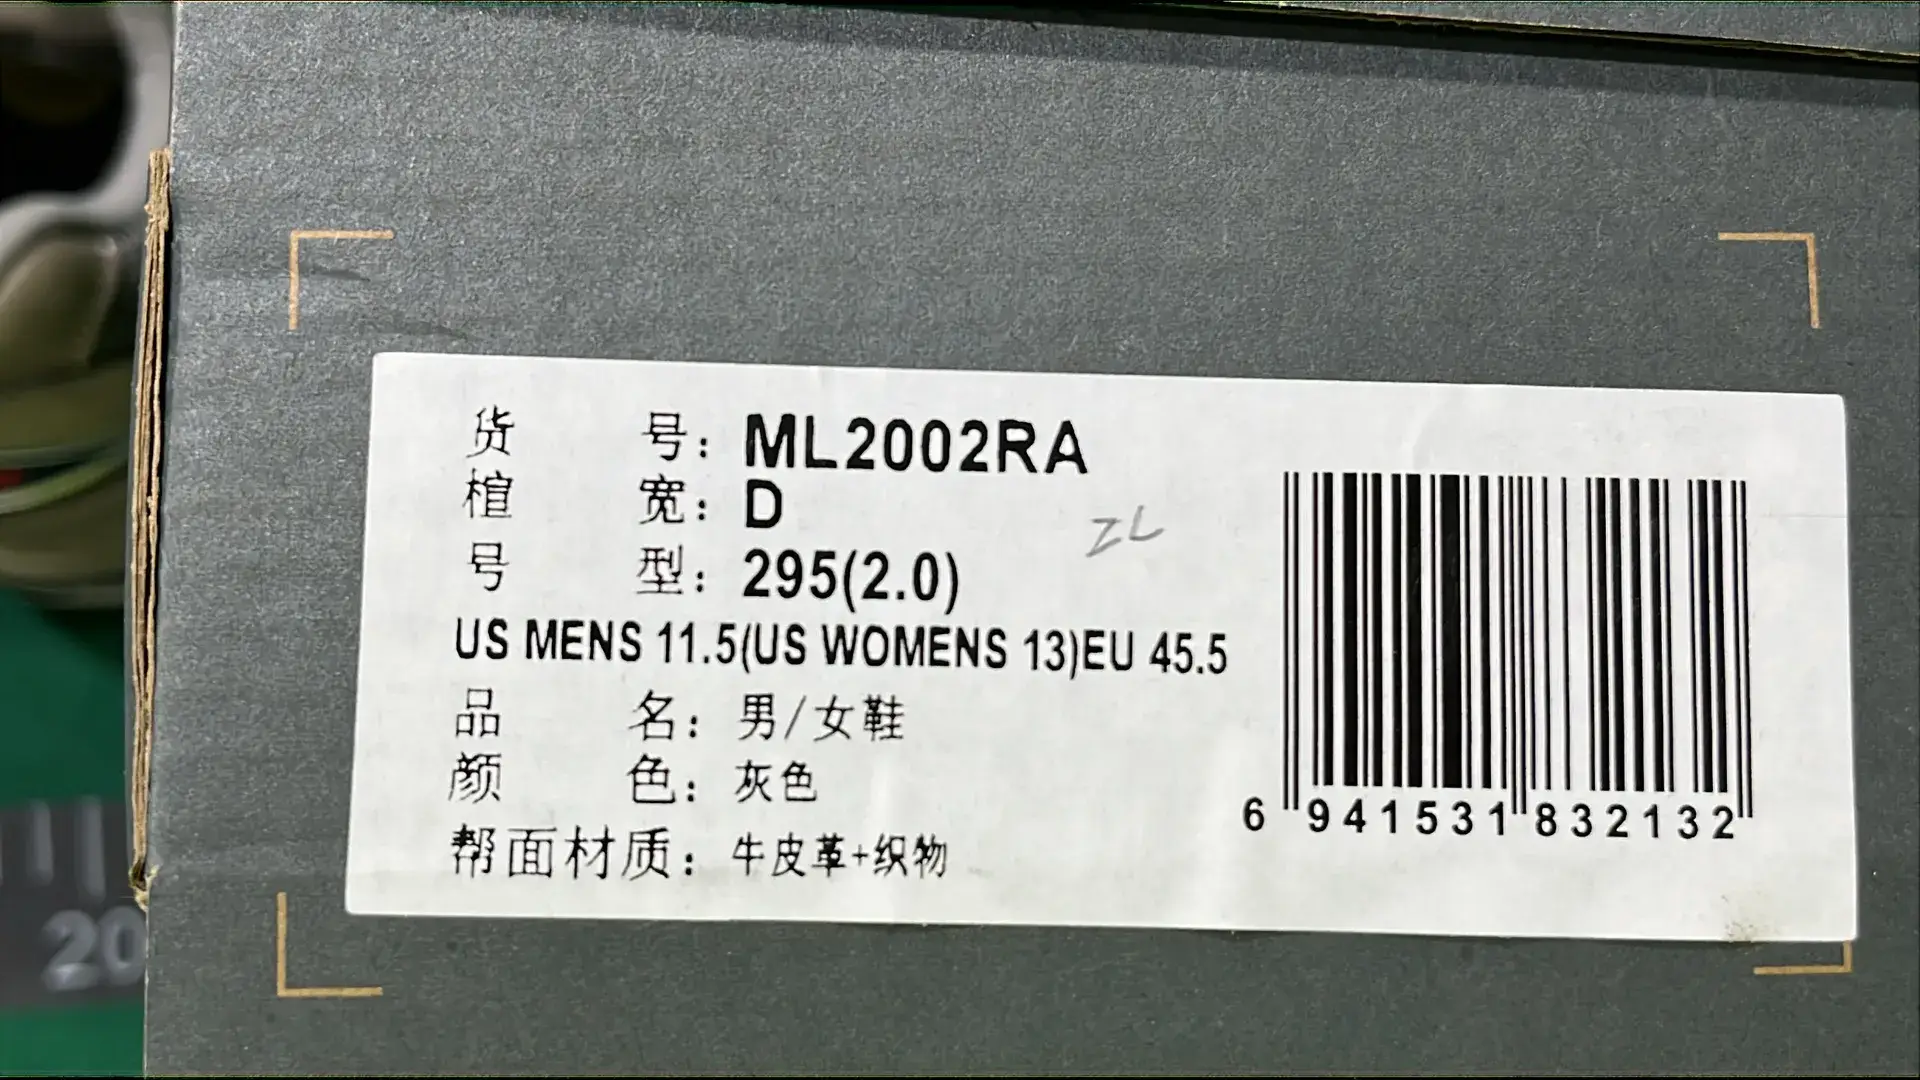 货号：ML2002RA
楦宽：D
ZL
号型：295(2.0)
US MENS 11.5(US WOMENS 13)EU 45.5
品名：男/女鞋
颜色：灰色
帮面材质：牛皮革+织物
6 941531 832132
20